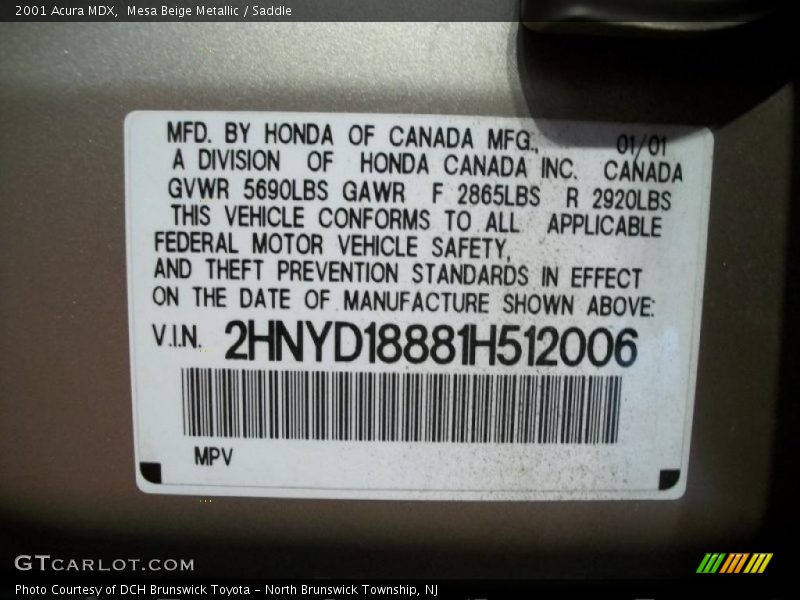 2001 Acura MDX,  Mesa Beige Metallic / Saddle
MFD. BY HONDA OF CANADA MFG., 01/01
A DIVISION OF HONDA CANADA INC. CANADA
GVWR 5690LBS GAWR F 2865LBS R 2920LBS
THIS VEHICLE CONFORMS TO ALL APPLICABLE
FEDERAL MOTOR VEHICLE SAFETY,
AND THEFT PREVENTION STANDARDS IN EFFECT
ON THE DATE OF MANUFACTURE SHOWN ABOVE:
V.I.N. 2HNYD18881H512006
MPV
GTCARLOT.COM
Photo Courtesy of DCH Brunswick Toyota – North Brunswick Township, NJ